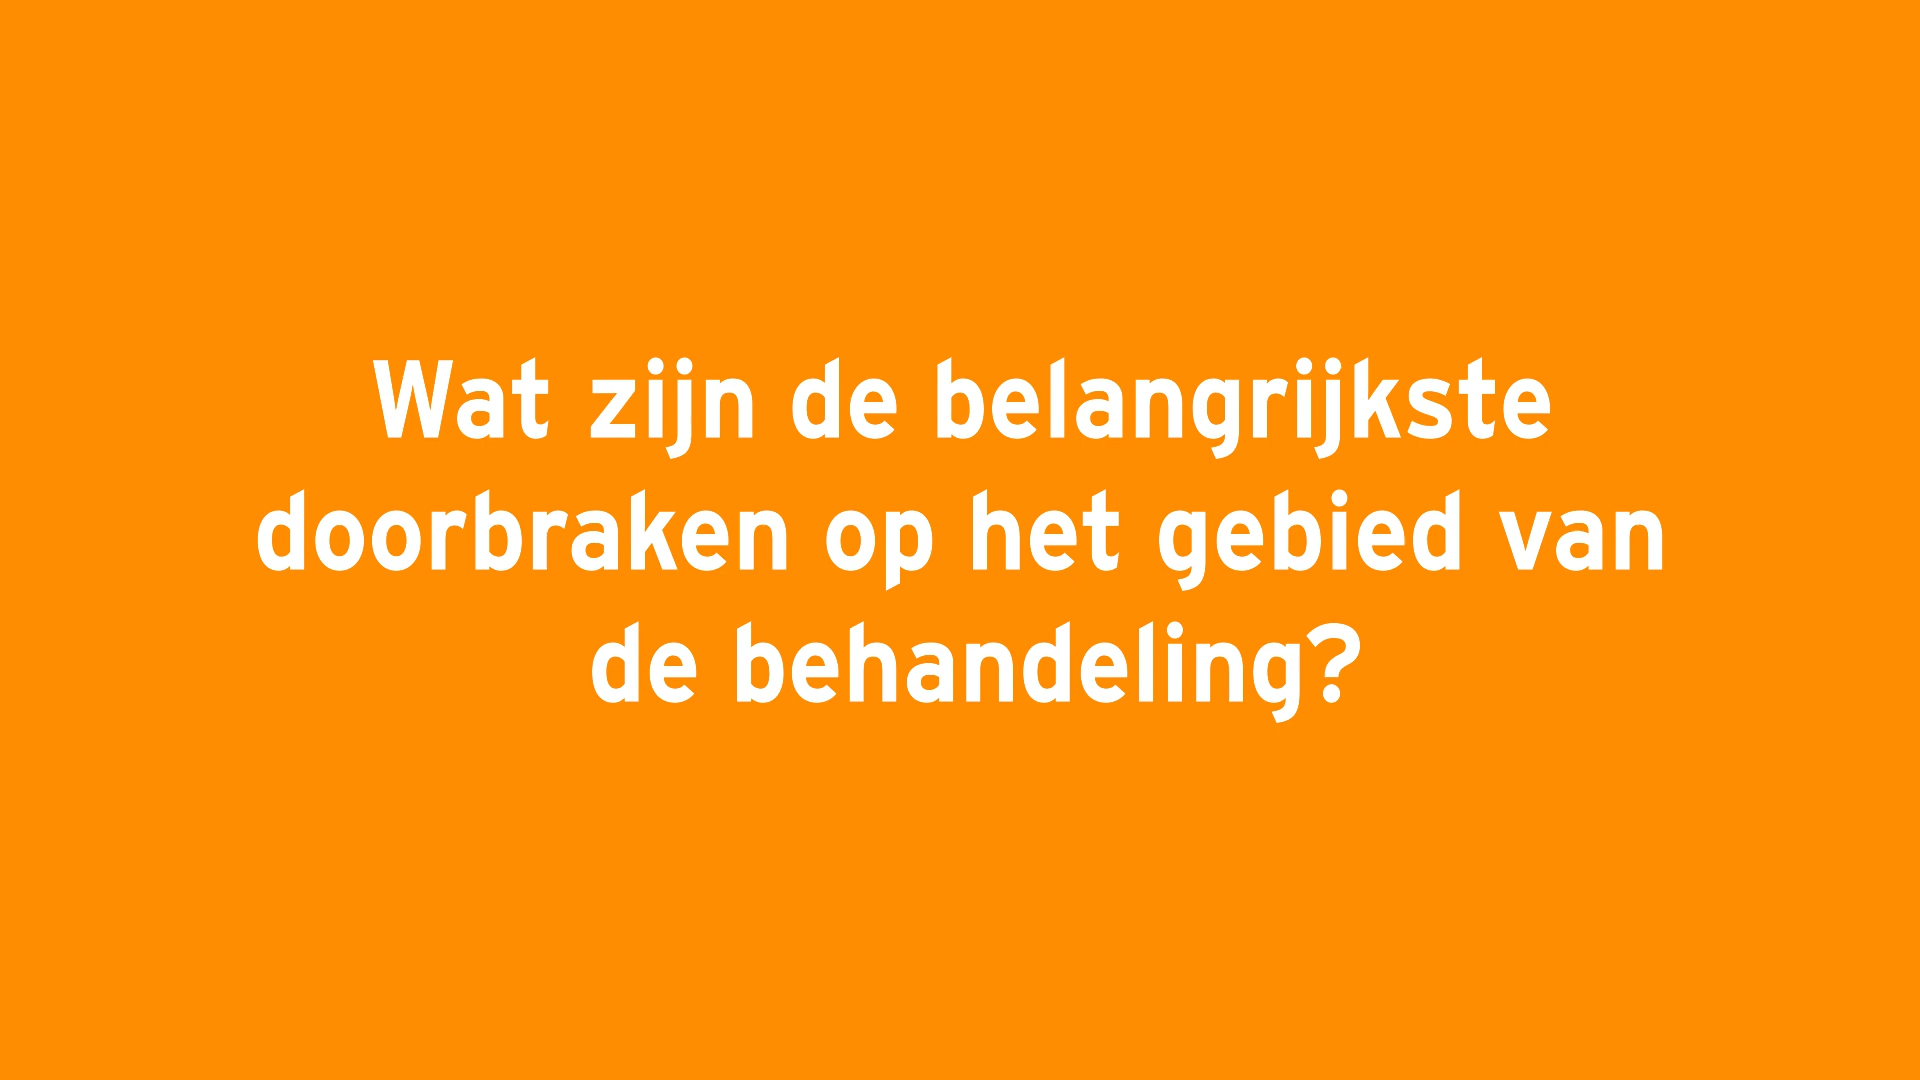 Wat zijn de belangrijkste
doorbraken op het gebied van
de behandeling?